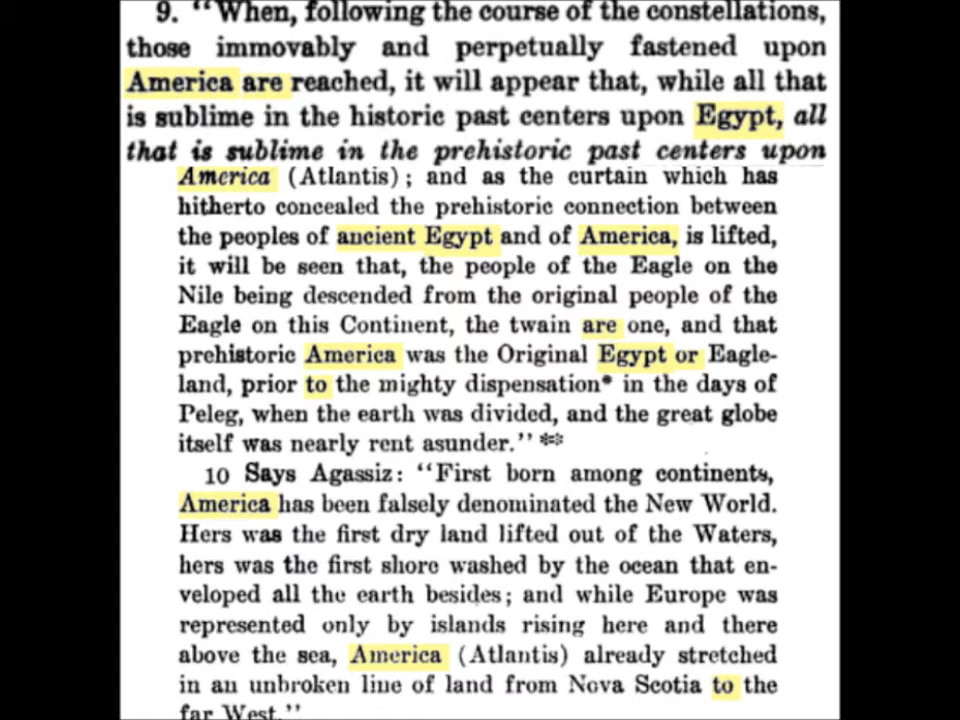 9. "When, following the course of the constellations,
those immovably and perpetually fastened upon
America are reached, it will appear that, while all that
is sublime in the historic past centers upon Egypt, all
that is sublime in the prehistoric past centers upon
America (Atlantis); and as the curtain which has
hitherto concealed the prehistoric connection between
the peoples of ancient Egypt and of America, is lifted,
it will be seen that, the people of the Eagle on the
Nile being descended from the original people of the
Eagle on this Continent, the twain are one, and that
prehistoric America was the Original Egypt or Eagle-
land, prior to the mighty dispensation* in the days of
Peleg, when the earth was divided, and the great globe
itself was nearly rent asunder." **
10 Says Agassiz: "First born among continents,
America has been falsely denominated the New World.
Hers was the first dry land lifted out of the Waters,
hers was the first shore washed by the ocean that en-
veloped all the earth besides; and while Europe was
represented only by islands rising here and there
above the sea, America (Atlantis) already stretched
in an unbroken line of land from Nova Scotia to the
far West."